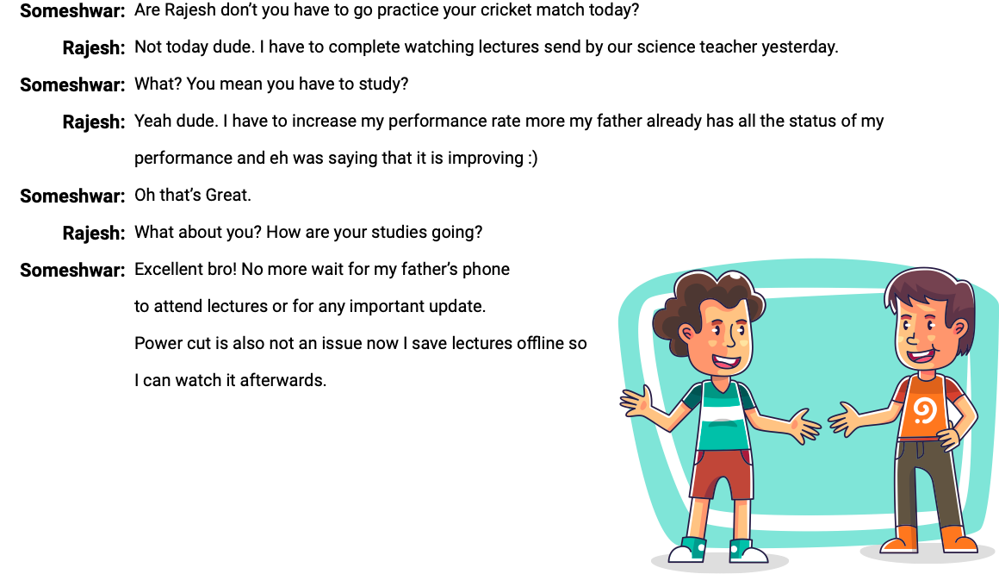 Someshwar: Are Rajesh don’t you have to go practice your cricket match today?
Rajesh: Not today dude. I have to complete watching lectures send by our science teacher yesterday.
Someshwar: What? You mean you have to study?
Rajesh: Yeah dude. I have to increase my performance rate more my father already has all the status of my
performance and eh was saying that it is improving :)
Someshwar: Oh that’s Great.
Rajesh: What about you? How are your studies going?
Someshwar: Excellent bro! No more wait for my father’s phone
to attend lectures or for any important update.
Power cut is also not an issue now I save lectures offline so
I can watch it afterwards.